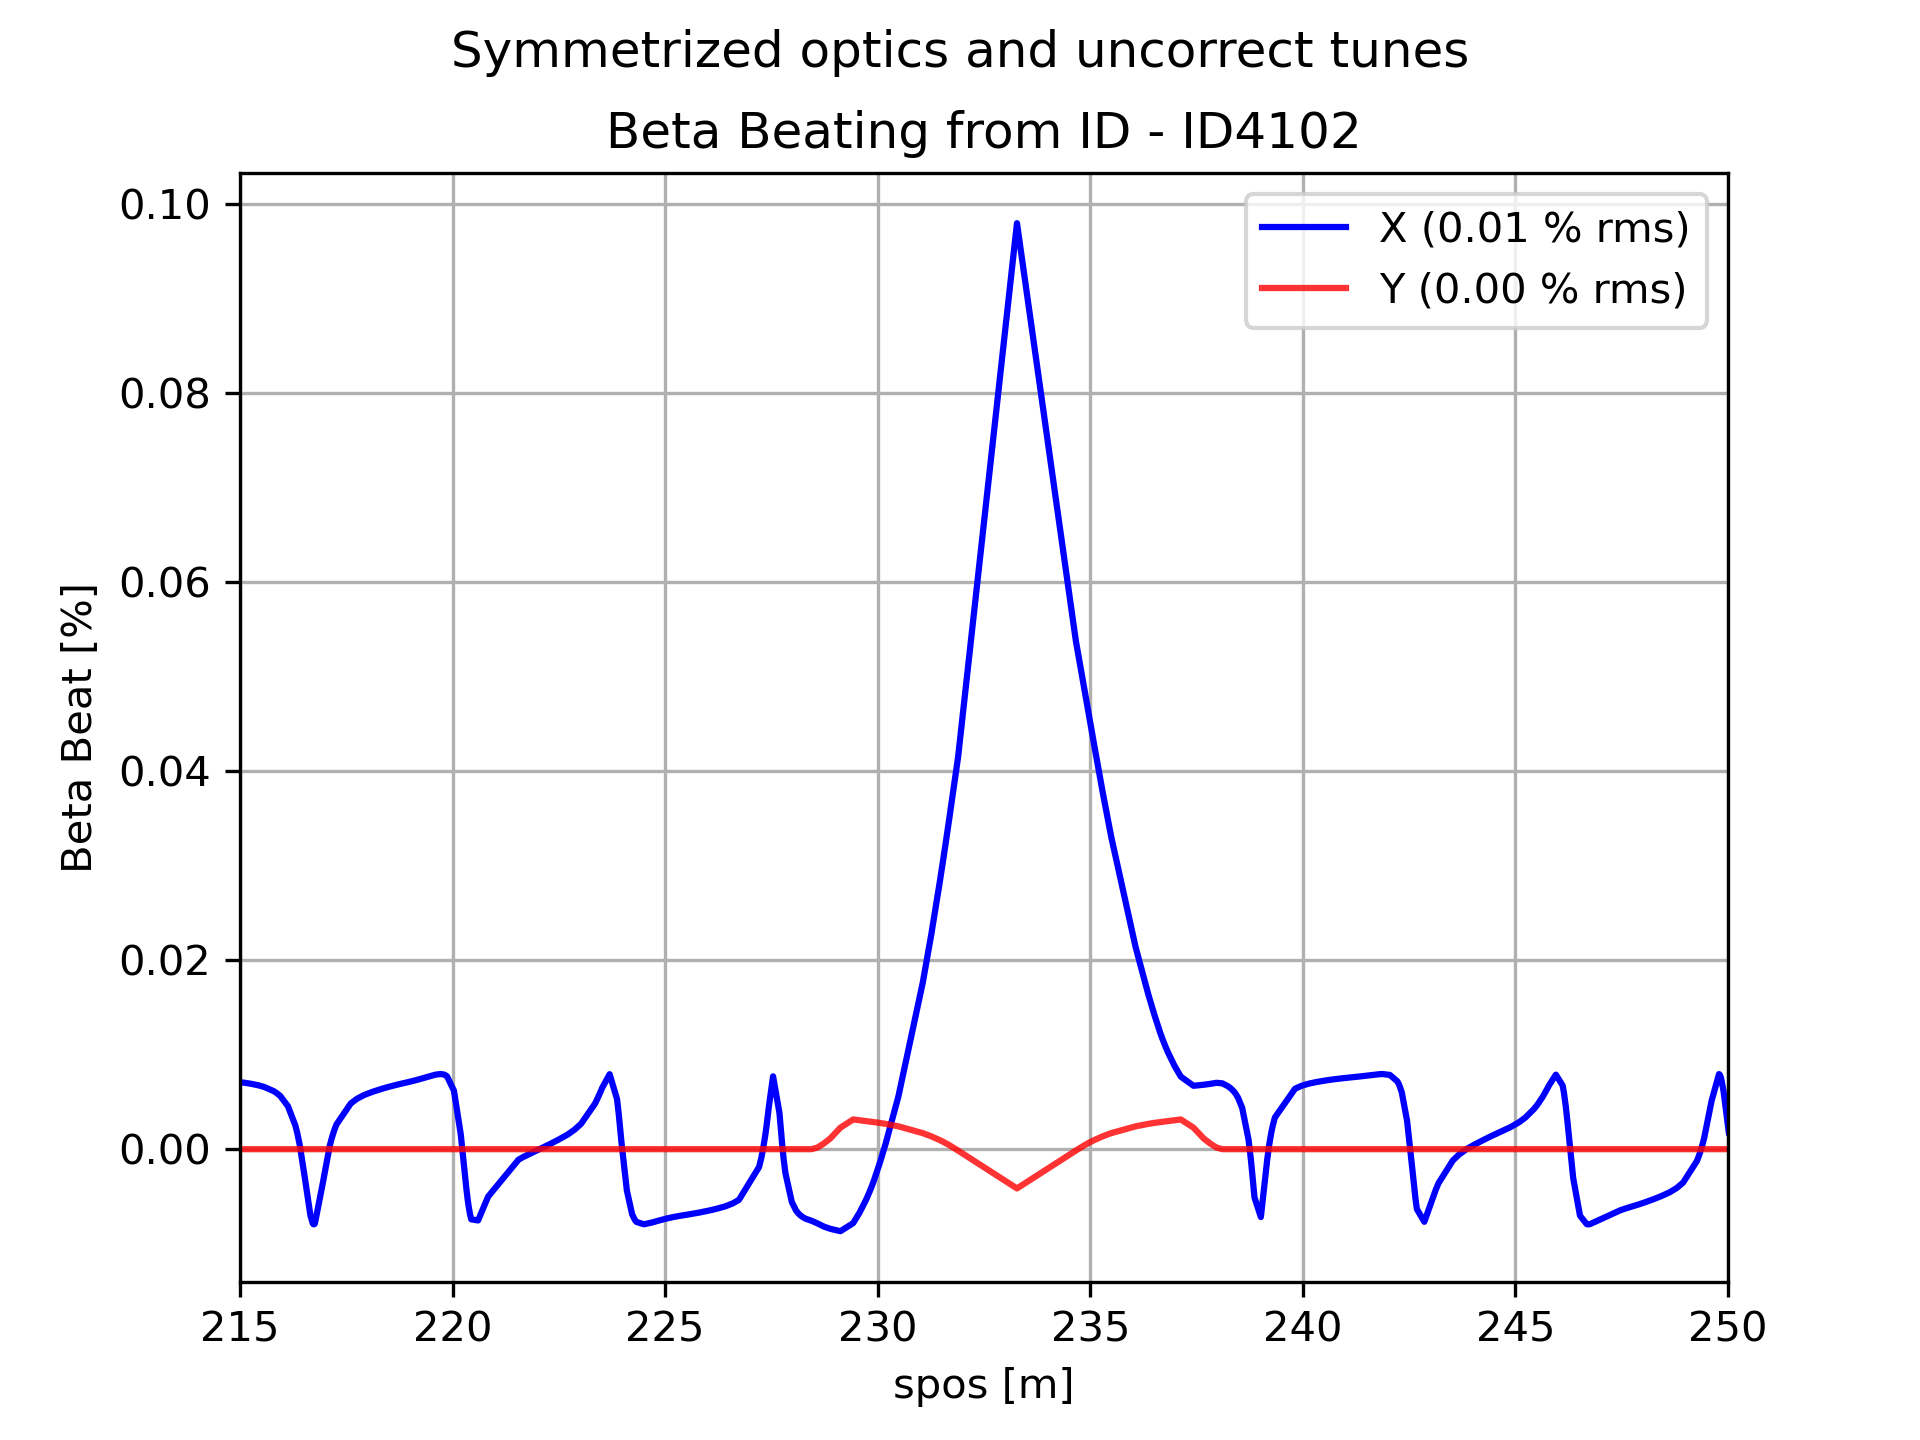 Symmetrized optics and uncorrect tunes
Beta Beating from ID - ID4102
X (0.01 % rms)
Y (0.00 % rms)
Beta Beat [%]
0.10
0.08
0.06
0.04
0.02
0.00
215 220 225 230 235 240 245 250
spos [m]